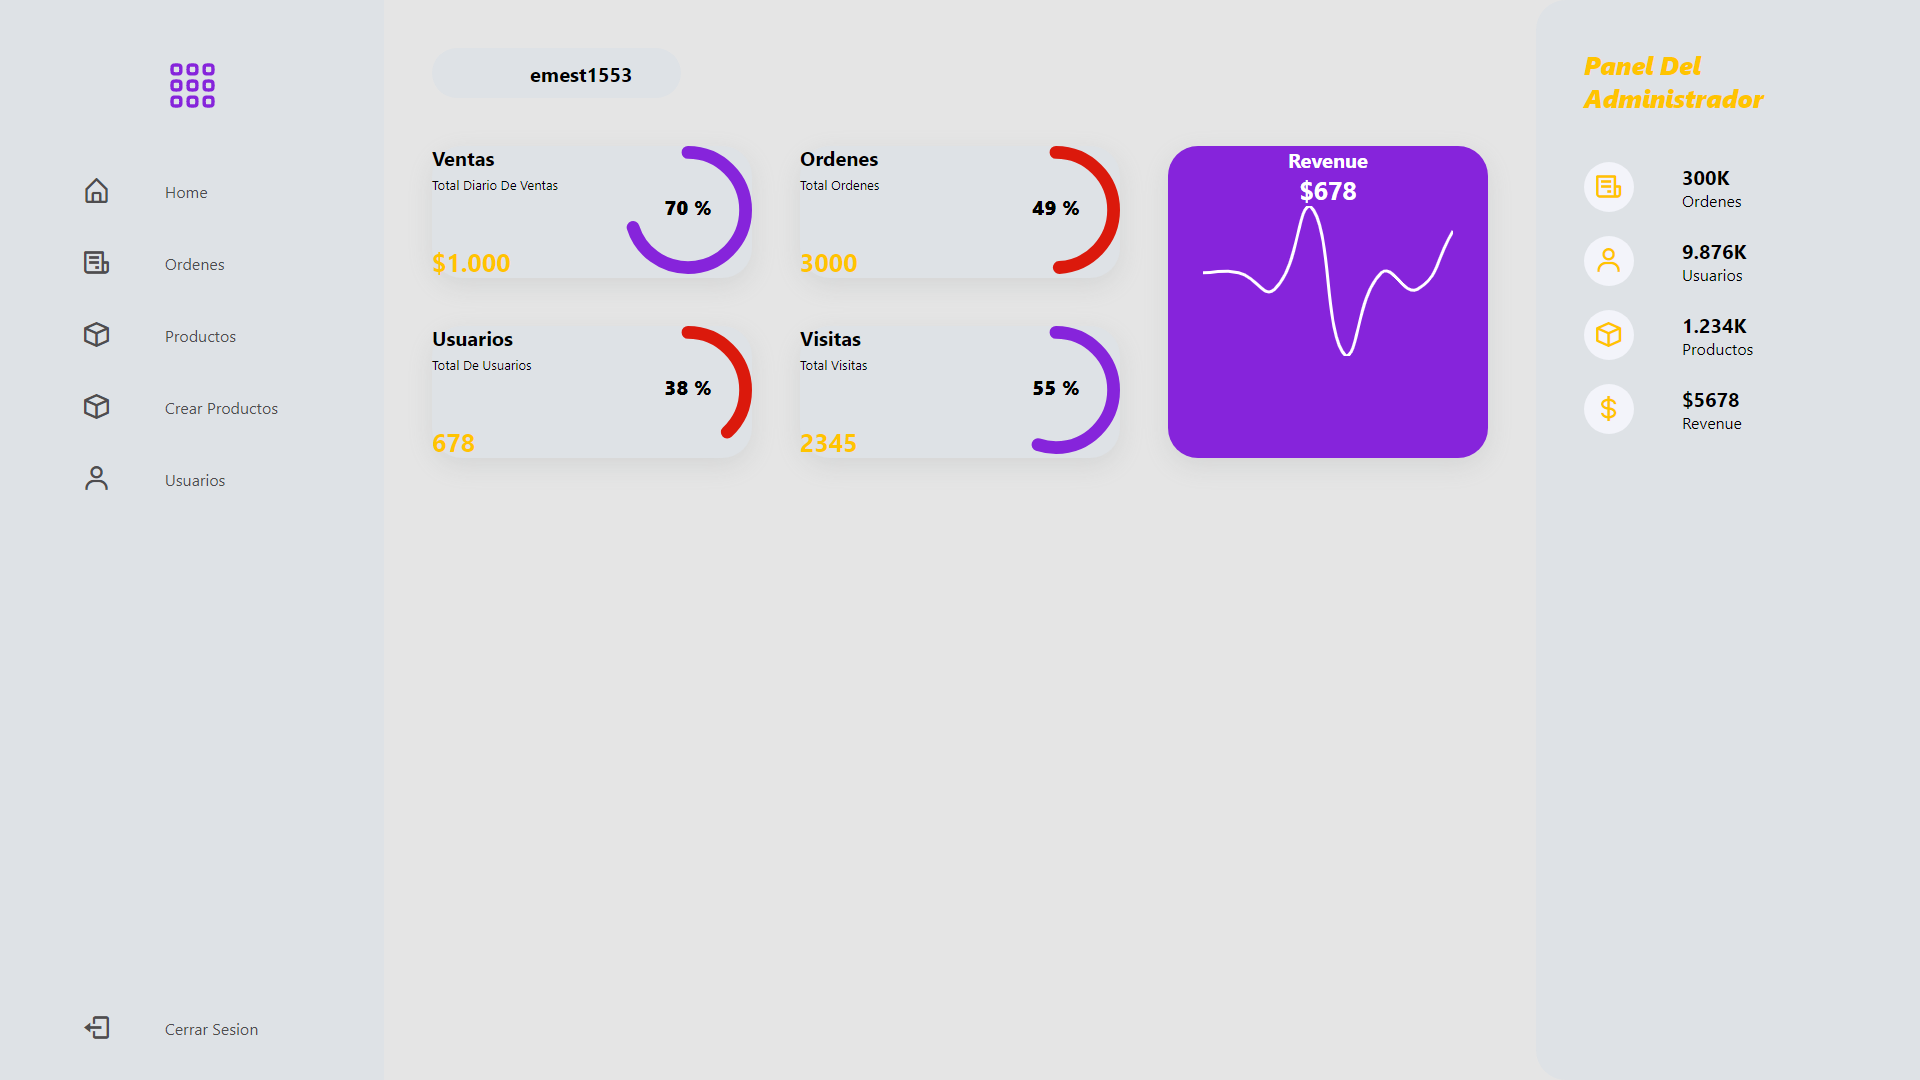 Home
Ordenes
Productos
Crear Productos
Usuarios
Cerrar Sesion
emest1553
Ventas
Total Diario De Ventas
70 %
$1.000
Ordenes
Total Ordenes
49 %
3000
Usuarios
Total De Usuarios
38 %
678
Visitas
Total Visitas
55 %
2345
Revenue
$678
Panel Del
Administrador
300K
Ordenes
9.876K
Usuarios
1.234K
Productos
$5678
Revenue